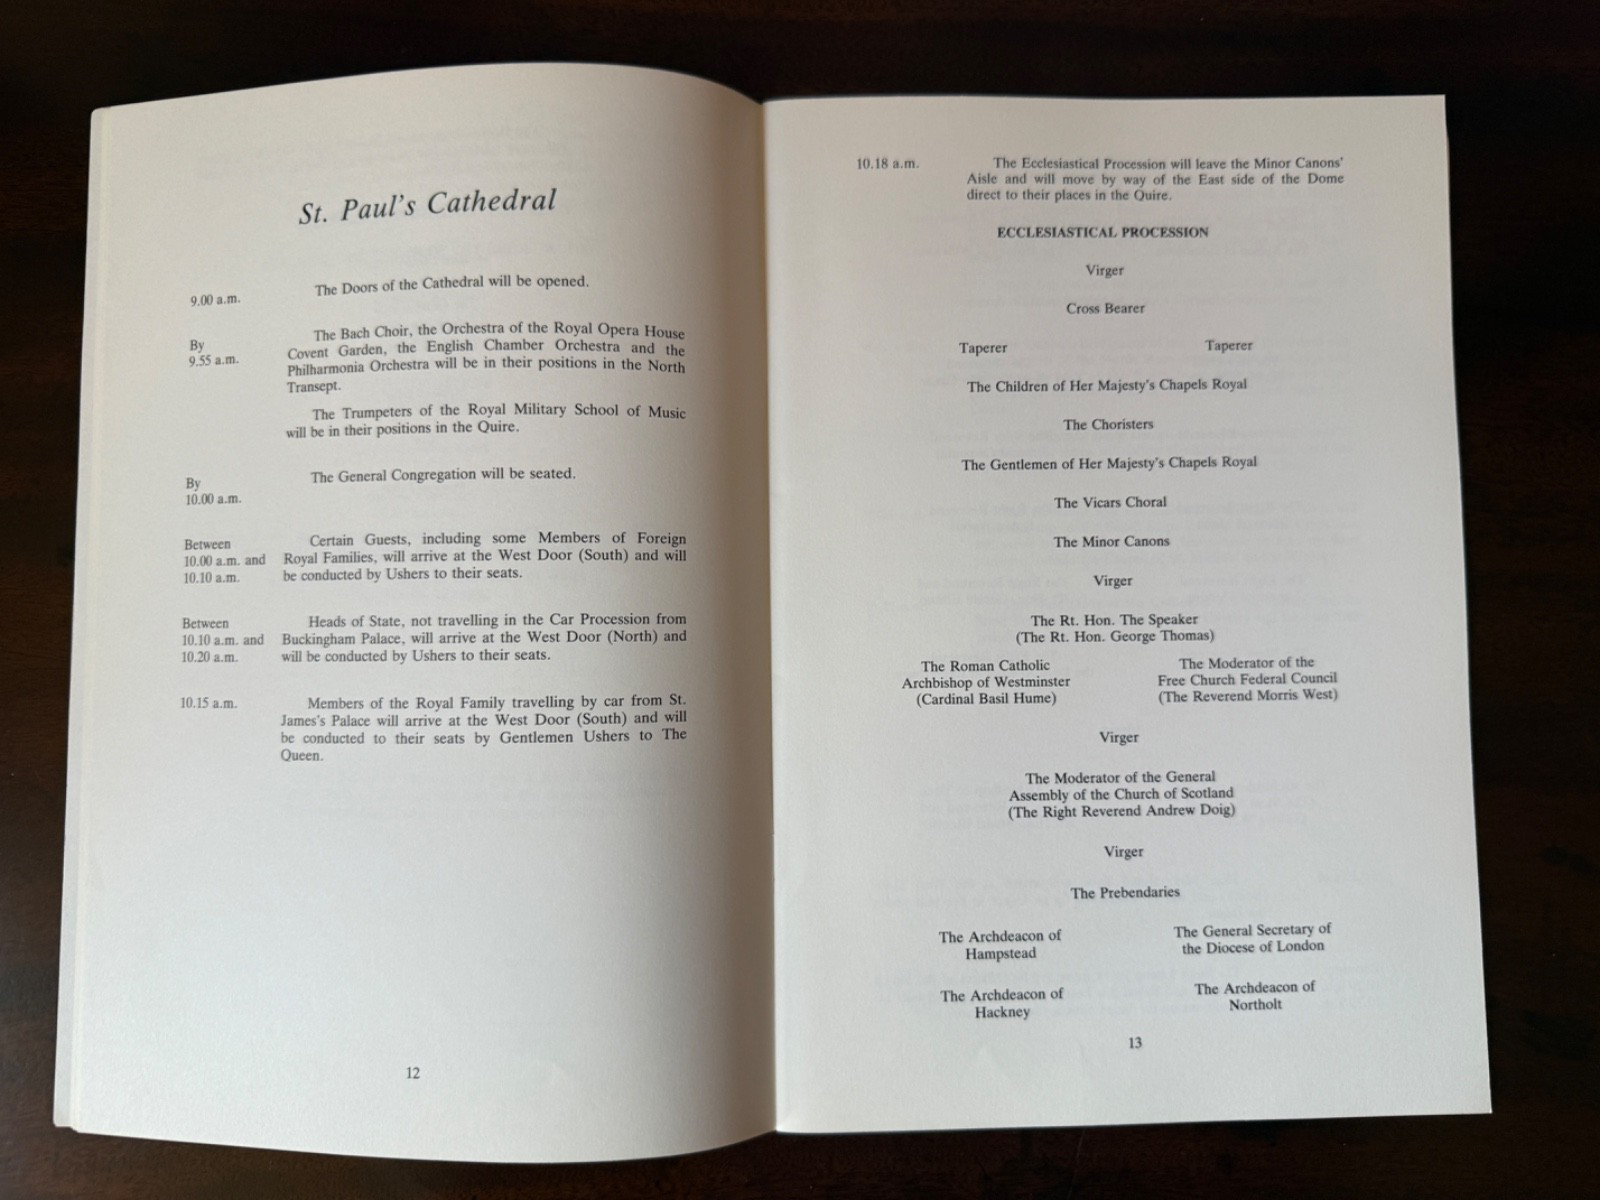 St. Paul's Cathedral
9.00 a.m. The Doors of the Cathedral will be opened.
By
9.55 a.m.
The Bach Choir, the Orchestra of the Royal Opera House
Covent Garden, the English Chamber Orchestra and the
Philharmonia Orchestra will be in their positions in the North
Transept.
The Trumpeters of the Royal Military School of Music
will be in their positions in the Quire.
By
10.00 a.m.
The General Congregation will be seated.
Between
10.00 a.m. and
10.10 a.m.
Certain Guests, including some Members of Foreign
Royal Families, will arrive at the West Door (South) and will
be conducted by Ushers to their seats.
Between
10.10 a.m. and
10.20 a.m.
Heads of State, not travelling in the Car Procession from
Buckingham Palace, will arrive at the West Door (North) and
will be conducted by Ushers to their seats.
10.15 a.m. Members of the Royal Family travelling by car from St.
James's Palace will arrive at the West Door (South) and will
be conducted to their seats by Gentlemen Ushers to The
Queen.
12
10.18 a.m. The Ecclesiastical Procession will leave the Minor Canons'
Aisle and will move by way of the East side of the Dome
direct to their places in the Quire.
ECCLESIASTICAL PROCESSION
Virger
Cross Bearer
Taperer Taperer
The Children of Her Majesty's Chapels Royal
The Choristers
The Gentlemen of Her Majesty's Chapels Royal
The Vicars Choral
The Minor Canons
Virger
The Rt. Hon. The Speaker
(The Rt. Hon. George Thomas)
The Roman Catholic
Archbishop of Westminster
(Cardinal Basil Hume)
The Moderator of the
Free Church Federal Council
(The Reverend Morris West)
Virger
The Moderator of the General
Assembly of the Church of Scotland
(The Right Reverend Andrew Doig)
Virger
The Prebendaries
The Archdeacon of
Hampstead
The General Secretary of
the Diocese of London
The Archdeacon of
Hackney
The Archdeacon of
Northolt
13